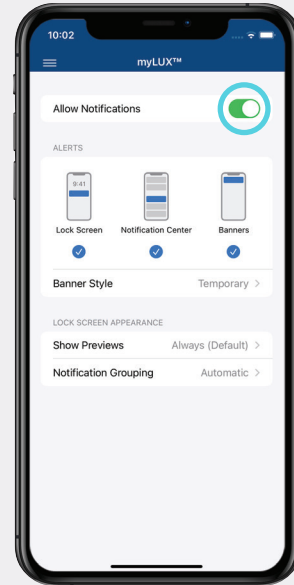 10:02
myLUX™
Allow Notifications
ALERTS
9:41
Lock Screen Notification Center Banners
Banner Style Temporary >
LOCK SCREEN APPEARANCE
Show Previews Always (Default) >
Notification Grouping Automatic >